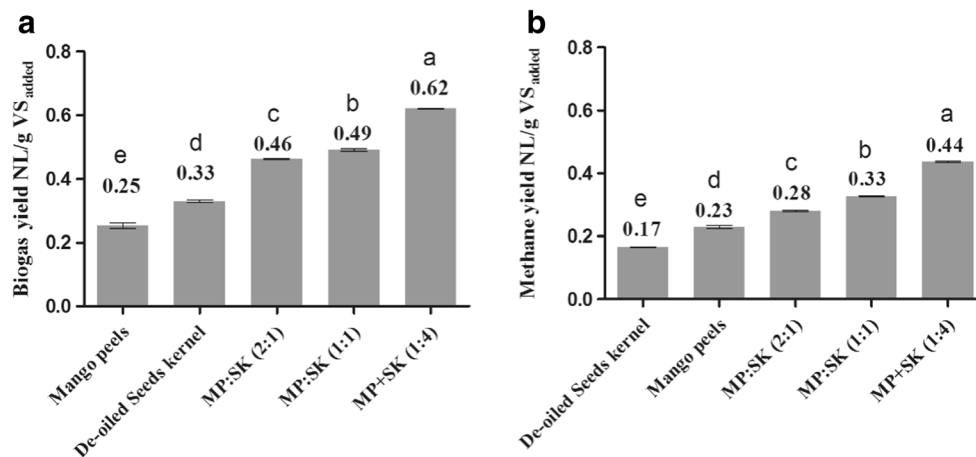 a
Biogas yield NL/g VSadded
0.8
0.6
0.4
0.2
0.0
e
0.25
d
0.33
c
0.46
b
0.49
a
0.62
Mango peels
De-oiled Seeds kernel
MP:SK (2:1)
MP:SK (1:1)
MP+SK (1:4)
b
Methane yield NL/g VSadded
0.8
0.6
0.4
0.2
0.0
e
0.17
d
0.23
c
0.28
b
0.33
a
0.44
De-oiled Seeds kernel
Mango peels
MP:SK (2:1)
MP:SK (1:1)
MP+SK (1:4)